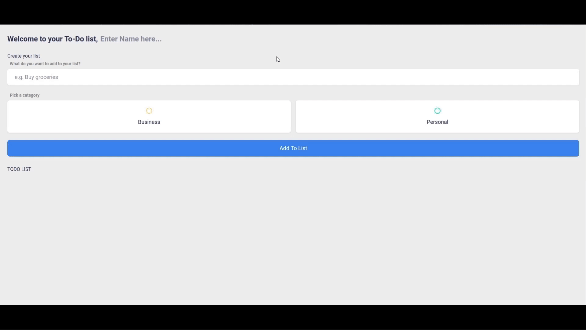 Welcome to your To-Do list, Enter Name here...
Create your list
What do you want to add to your list?
e.g. Buy groceries
Pick a category
Business
Personal
Add To List
TODO LIST